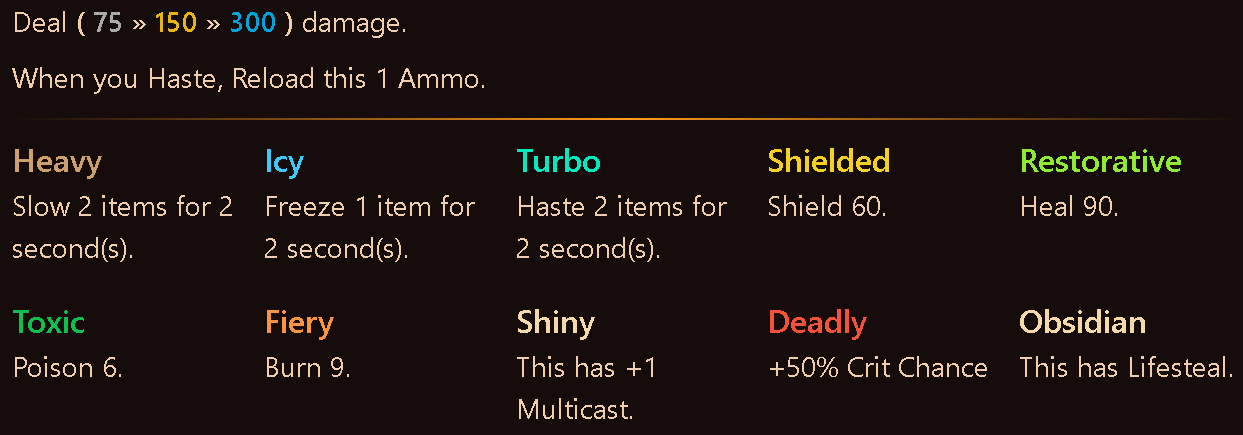 Deal ( 75 » 150 » 300 ) damage.
When you Haste, Reload this 1 Ammo.
Heavy
Slow 2 items for 2
second(s).
Icy
Freeze 1 item for
2 second(s).
Turbo
Haste 2 items for
2 second(s).
Shielded
Shield 60.
Restorative
Heal 90.
Toxic
Poison 6.
Fiery
Burn 9.
Shiny
This has +1
Multicast.
Deadly
+50% Crit Chance
Obsidian
This has Lifesteal.